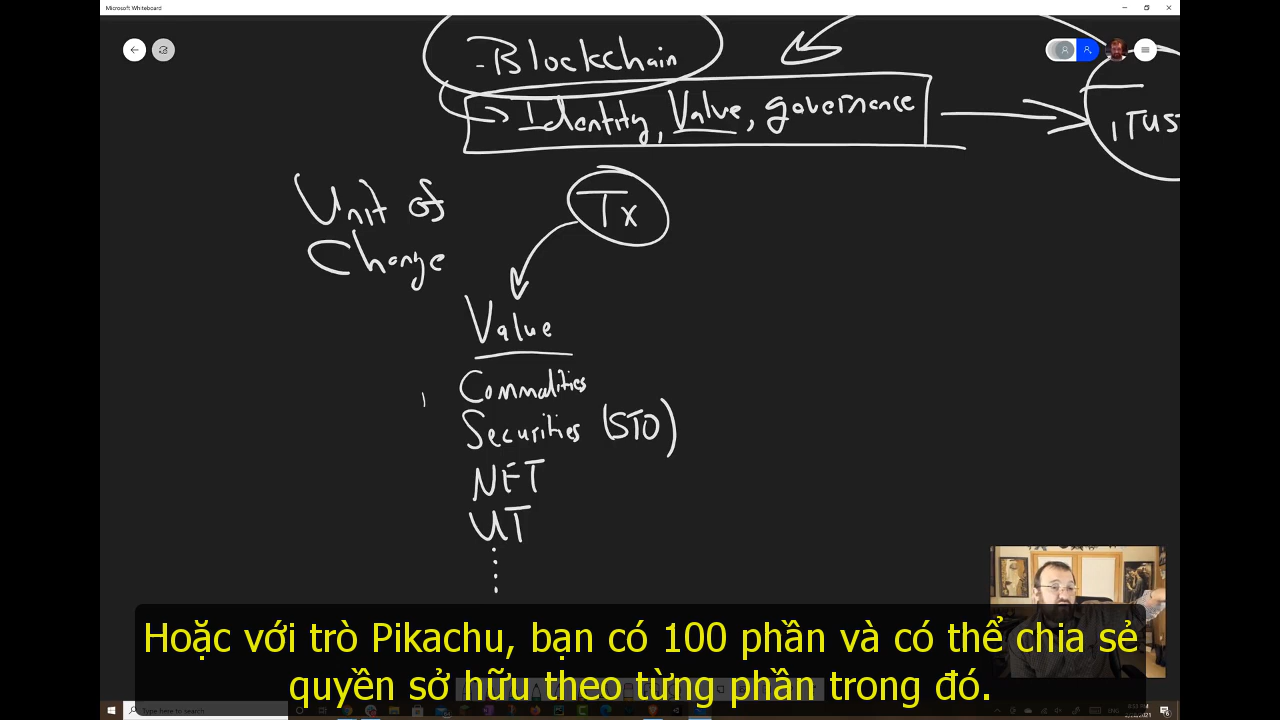 Microsoft Whiteboard
- Blockchain
Identity, Value, governance
Unit of
Change
Tx
Value
Commodities
Securities (STO)
NFT
UT
Hoặc với trò Pikachu, bạn có 100 phần và có thể chia sẻ
quyền sở hữu theo từng phần trong đó.
Type here to search